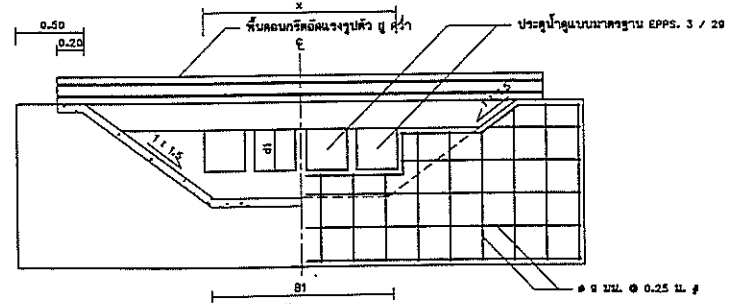 x
0.50
0.20
พื้นคอนกรีตอัดแรงรูปตัว ยู คว่ำ
ประตูน้ำดูแบบมาตรฐาน EPPS. 3 / 29
℄
1 : 1.5
1 : 1.5
d1
B1
ø 9 มม. @ 0.25 ม. #